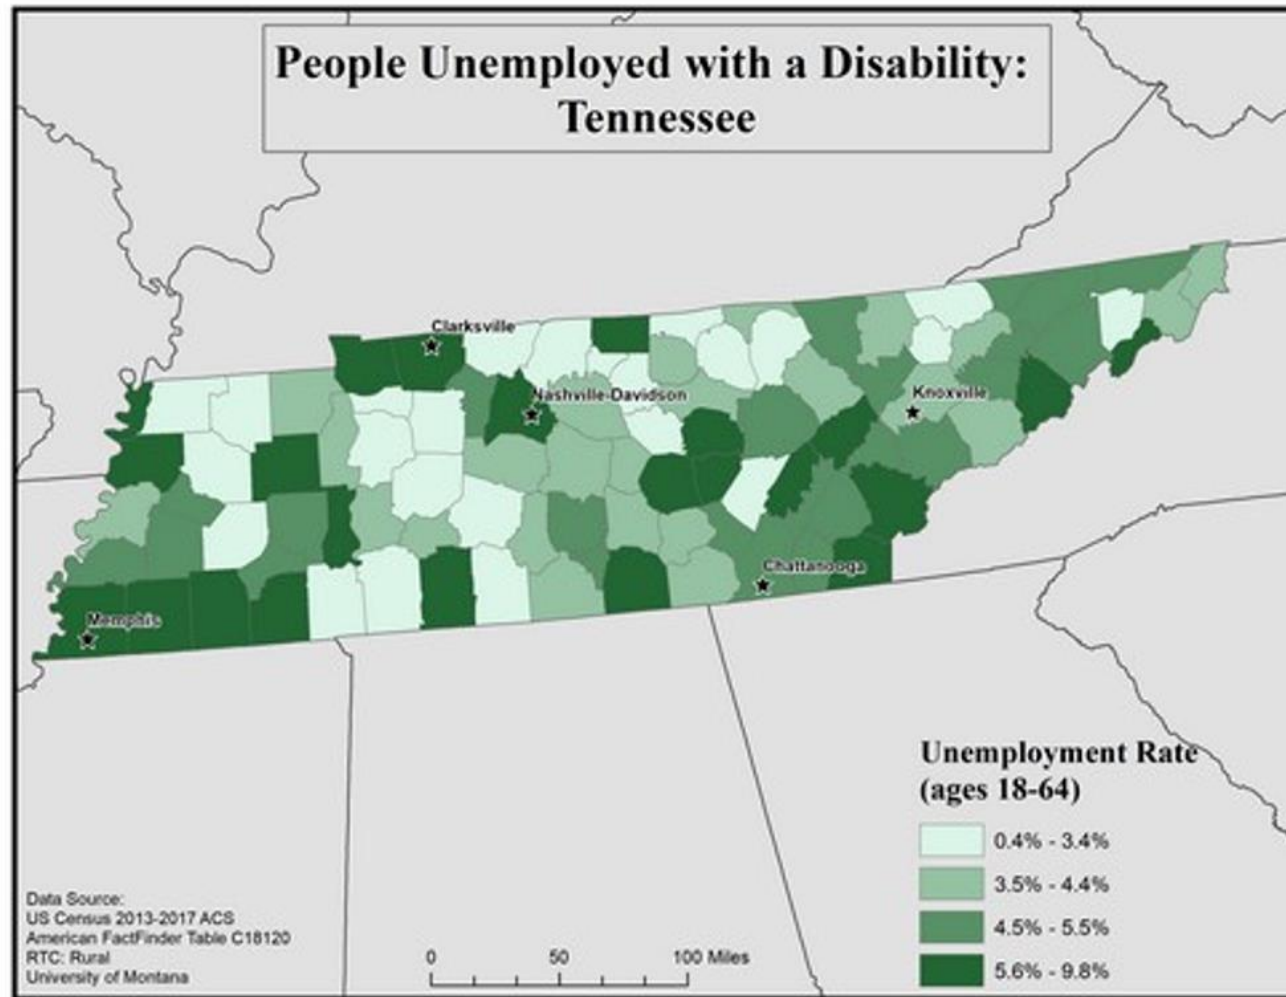 People Unemployed with a Disability:
Tennessee
Clarksville
Nashville-Davidson
Knoxville
Chattanooga
Memphis
Unemployment Rate
(ages 18-64)
0.4% - 3.4%
3.5% - 4.4%
4.5% - 5.5%
5.6% - 9.8%
Data Source:
US Census 2013-2017 ACS
American FactFinder Table C18120
RTC: Rural
University of Montana
0 50 100 Miles